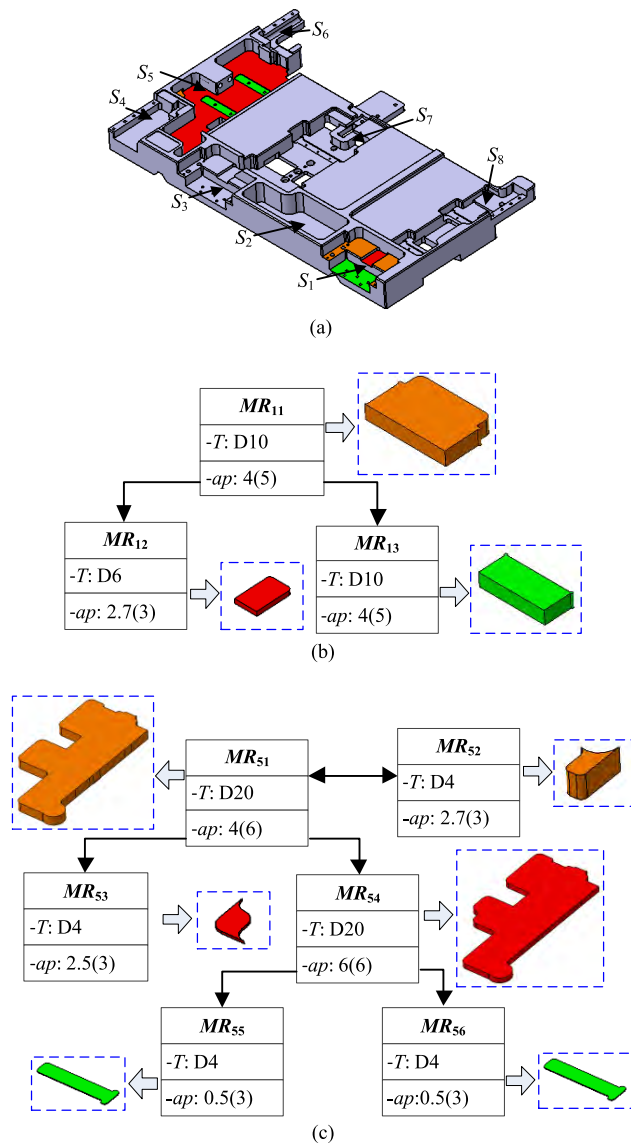 S6
S5
S4
S7
S8
S3
S2
S1
(a)
MR11
-T: D10
-ap: 4(5)
MR12
-T: D6
-ap: 2.7(3)
MR13
-T: D10
-ap: 4(5)
(b)
MR51
-T: D20
-ap: 4(6)
MR52
-T: D4
-ap: 2.7(3)
MR53
-T: D4
-ap: 2.5(3)
MR54
-T: D20
-ap: 6(6)
MR55
-T: D4
-ap: 0.5(3)
MR56
-T: D4
-ap:0.5(3)
(c)